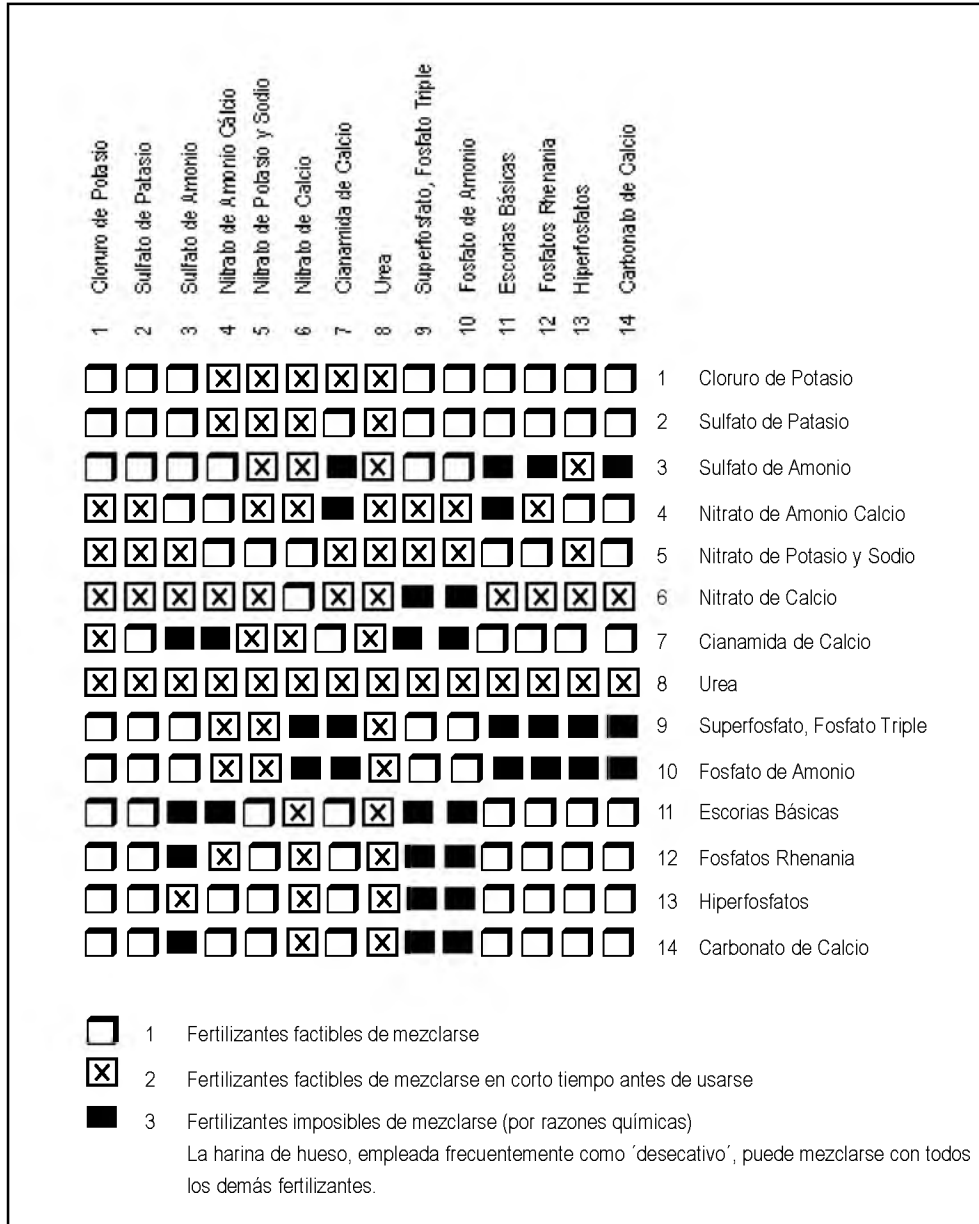 Cloruro de Potasio
Sulfato de Patasio
Sulfato de Amonio
Nitrato de Amonio Cálcio
Nitrato de Potasio y Sodio
Nitrato de Calcio
Cianamida de Calcio
Urea
Superfosfato, Fosfato Triple
Fosfato de Amonio
Escorias Básicas
Fosfatos Rhenania
Hiperfosfatos
Carbonato de Calcio
1 2 3 4 5 6 7 8 9 10 11 12 13 14
1 Cloruro de Potasio
2 Sulfato de Patasio
3 Sulfato de Amonio
4 Nitrato de Amonio Calcio
5 Nitrato de Potasio y Sodio
6 Nitrato de Calcio
7 Cianamida de Calcio
8 Urea
9 Superfosfato, Fosfato Triple
10 Fosfato de Amonio
11 Escorias Básicas
12 Fosfatos Rhenania
13 Hiperfosfatos
14 Carbonato de Calcio
1 Fertilizantes factibles de mezclarse
2 Fertilizantes factibles de mezclarse en corto tiempo antes de usarse
3 Fertilizantes imposibles de mezclarse (por razones químicas)
La harina de hueso, empleada frecuentemente como ´desecativo´, puede mezclarse con todos
los demás fertilizantes.